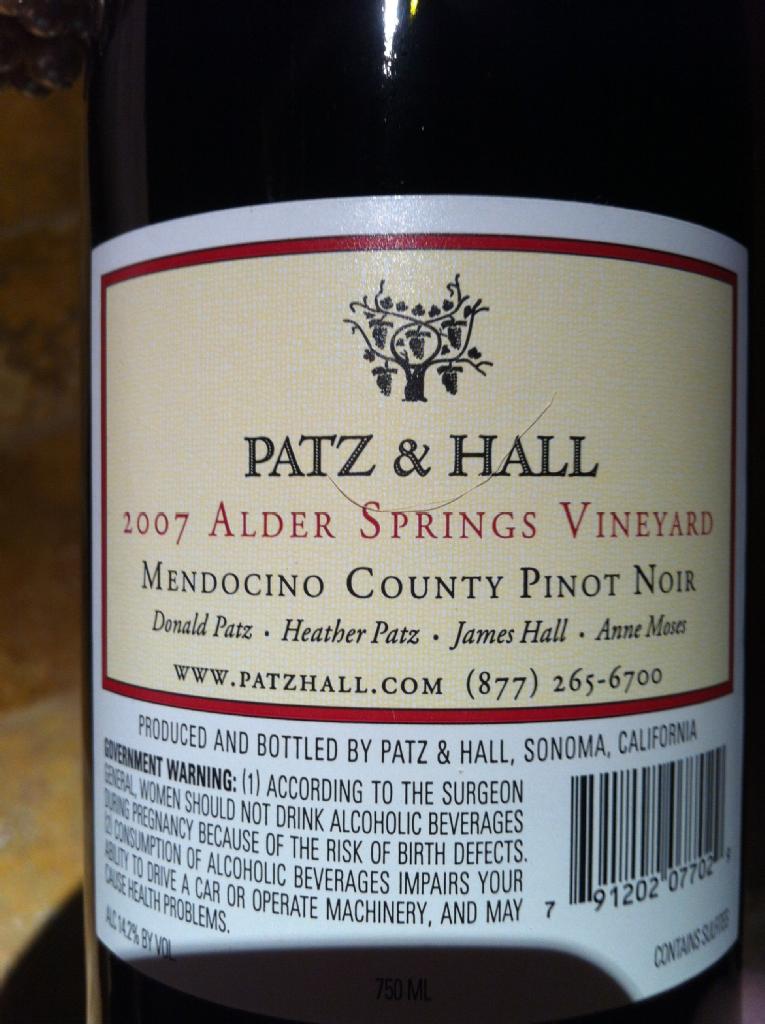 PATZ & HALL
2007 ALDER SPRINGS VINEYARD
MENDOCINO COUNTY PINOT NOIR
Donald Patz · Heather Patz · James Hall · Anne Moses
WWW.PATZHALL.COM (877) 265-6700
PRODUCED AND BOTTLED BY PATZ & HALL, SONOMA, CALIFORNIA
GOVERNMENT WARNING: (1) ACCORDING TO THE SURGEON
GENERAL, WOMEN SHOULD NOT DRINK ALCOHOLIC BEVERAGES
DURING PREGNANCY BECAUSE OF THE RISK OF BIRTH DEFECTS.
(2) CONSUMPTION OF ALCOHOLIC BEVERAGES IMPAIRS YOUR
ABILITY TO DRIVE A CAR OR OPERATE MACHINERY, AND MAY
CAUSE HEALTH PROBLEMS.
7 91202 07702 9
ALC 14.2% BY VOL.
CONTAINS SULFITES
750 ML